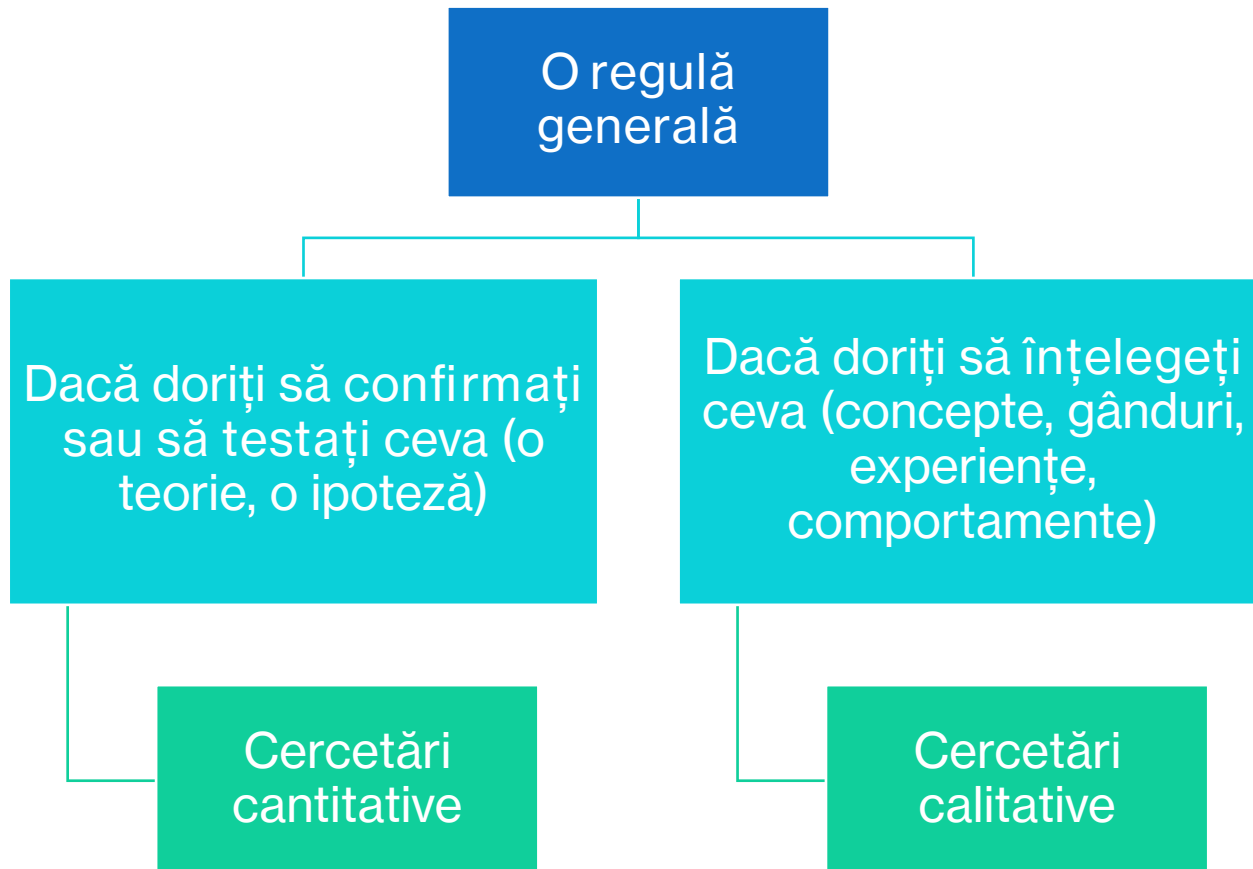 O regulă
generală
Dacă doriți să confirmați
sau să testați ceva (o
teorie, o ipoteză)
Dacă doriți să înțelegeți
ceva (concepte, gânduri,
experiențe,
comportamente)
Cercetări
cantitative
Cercetări
calitative